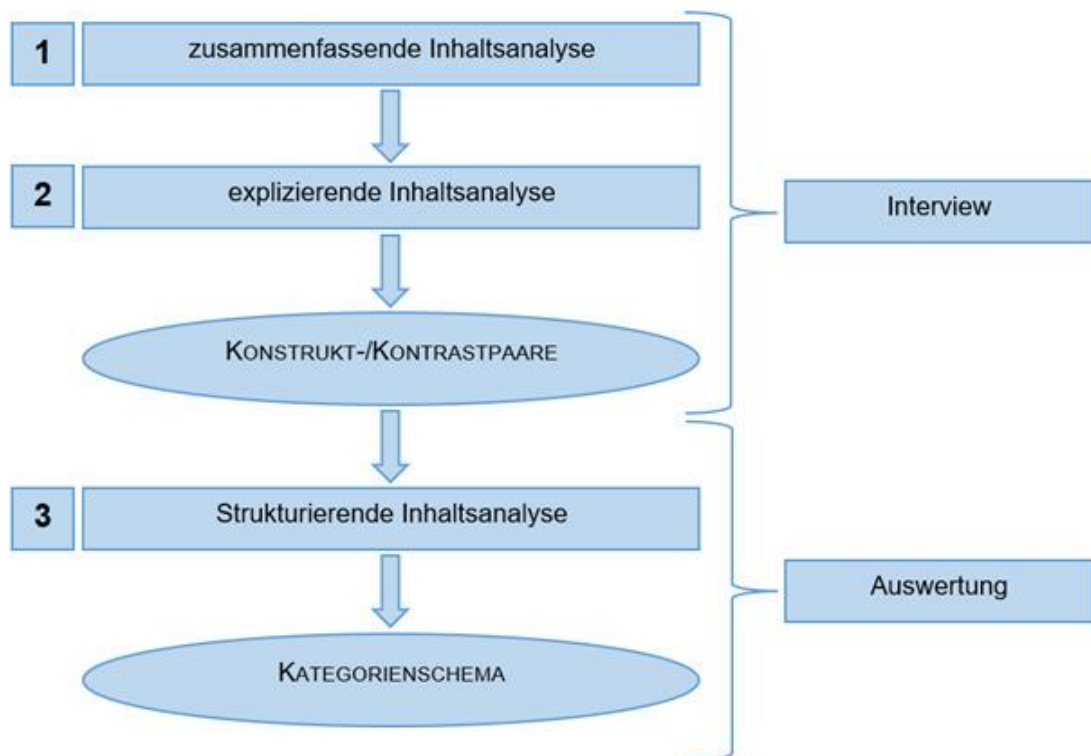 1
zusammenfassende Inhaltsanalyse
2
explizierende Inhaltsanalyse
Interview
KONSTRUKT-/KONTRASTPAARE
3
Strukturierende Inhaltsanalyse
Auswertung
KATEGORIENSCHEMA